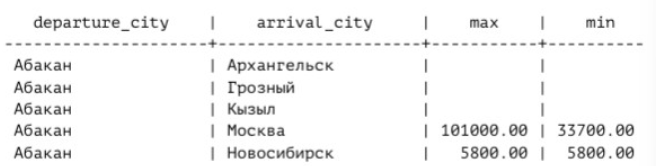 departure_city | arrival_city | max | min
---------------------+---------------------+-----------+----------
Абакан | Архангельск | |
Абакан | Грозный | |
Абакан | Кызыл | |
Абакан | Москва | 101000.00 | 33700.00
Абакан | Новосибирск | 5800.00 | 5800.00